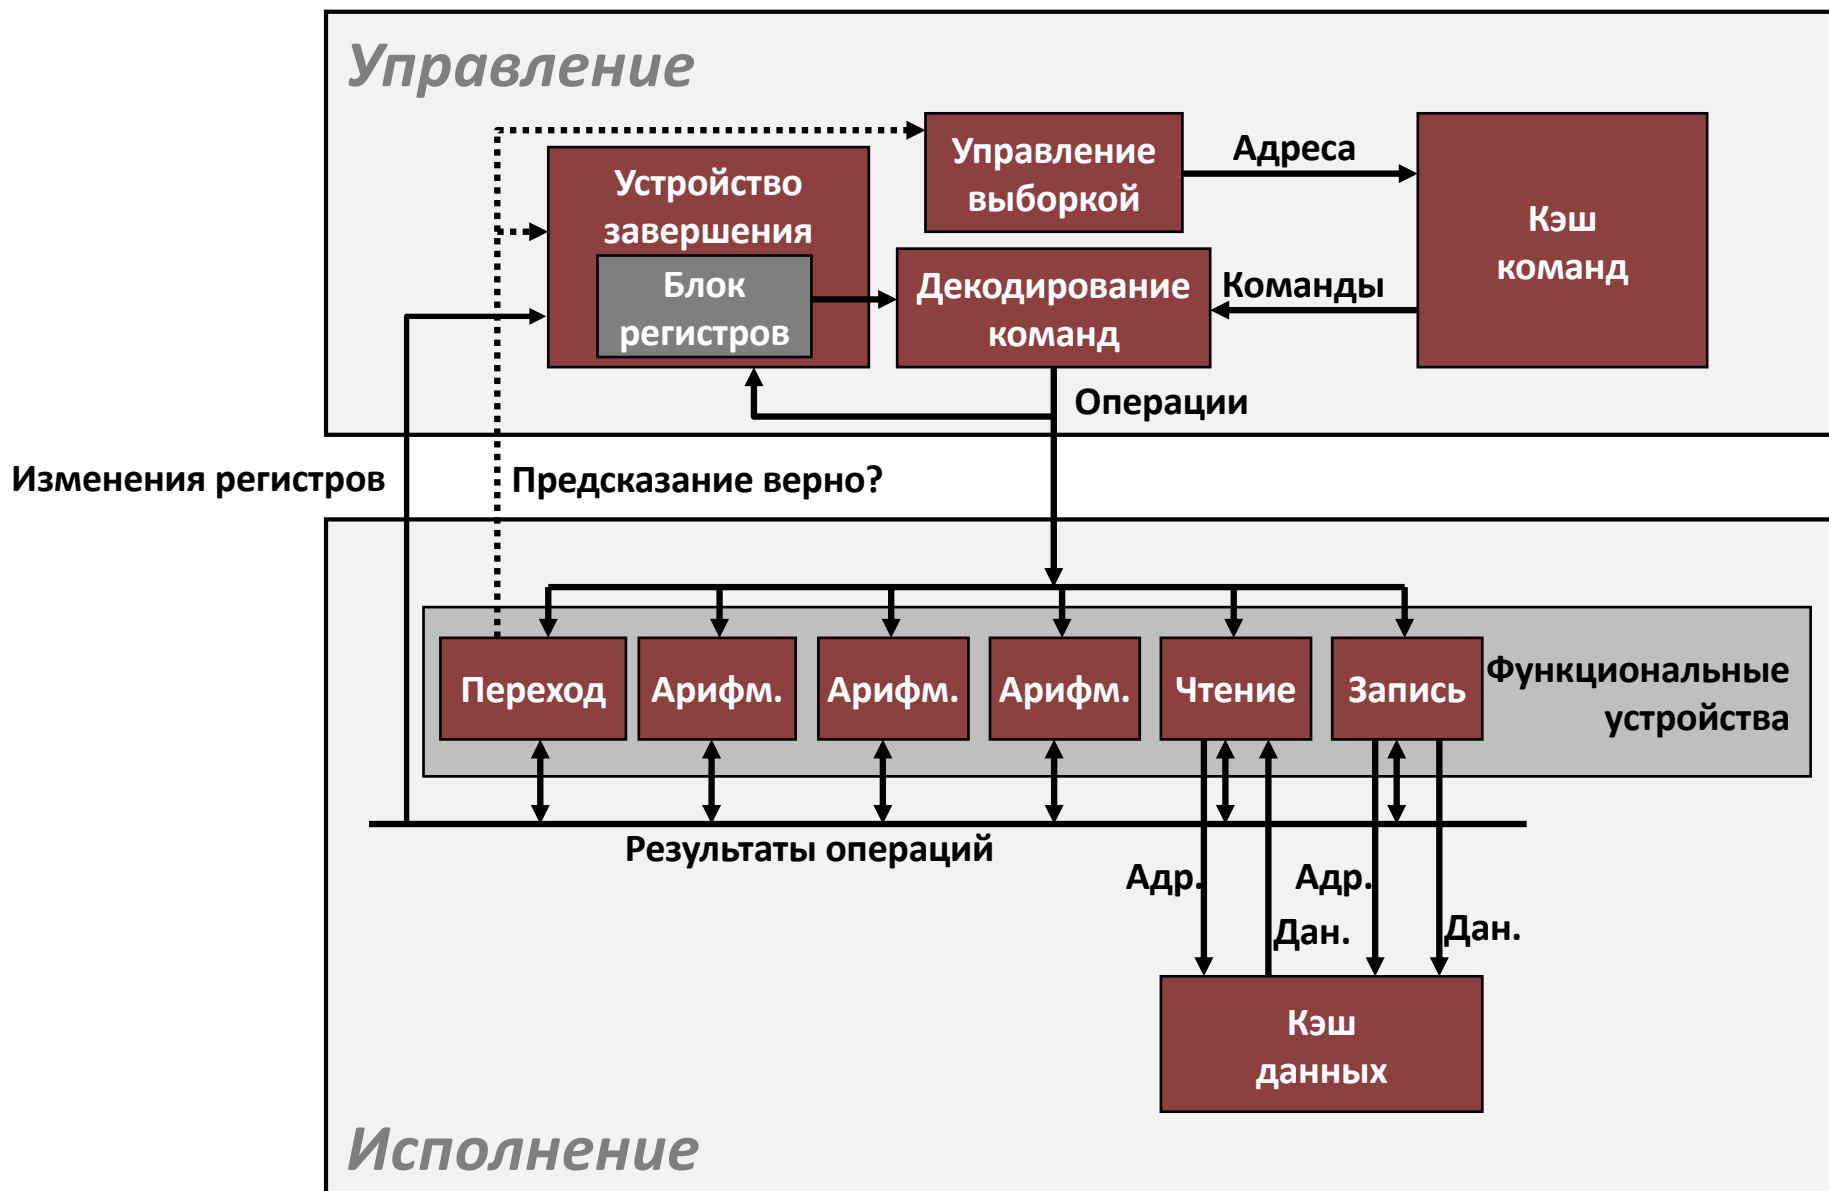 Управление
Управление
выборкой
Адреса
Кэш
команд
Устройство
завершения
Блок
регистров
Декодирование
команд
Команды
Операции
Изменения регистров
Предсказание верно?
Переход
Арифм.
Арифм.
Арифм.
Чтение
Запись
Функциональные
устройства
Результаты операций
Адр.
Адр.
Дан.
Дан.
Кэш
данных
Исполнение